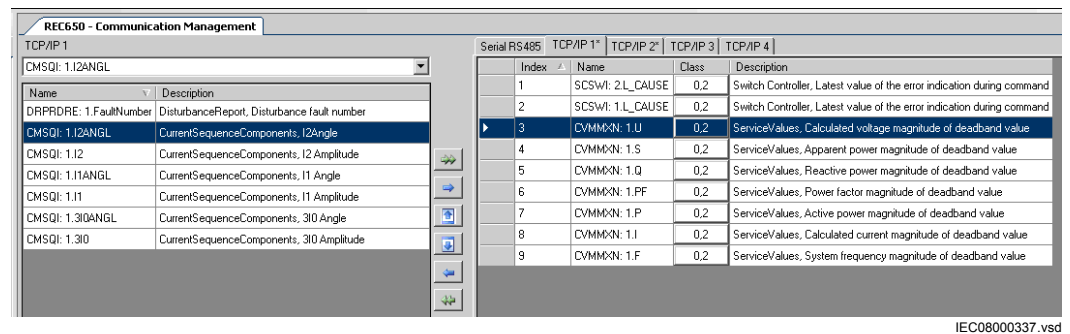 REC650 - Communication Management
TCP/IP 1
CMSQI: 1.I2ANGL
Name Description
DRPRDRE: 1.FaultNumber DisturbanceReport, Disturbance fault number
CMSQI: 1.I2ANGL CurrentSequenceComponents, I2Angle
CMSQI: 1.I2 CurrentSequenceComponents, I2 Amplitude
CMSQI: 1.I1ANGL CurrentSequenceComponents, I1 Angle
CMSQI: 1.I1 CurrentSequenceComponents, I1 Amplitude
CMSQI: 1.3I0ANGL CurrentSequenceComponents, 3I0 Angle
CMSQI: 1.3I0 CurrentSequenceComponents, 3I0 Amplitude
Serial RS485 TCP/IP 1* TCP/IP 2* TCP/IP 3 TCP/IP 4
Index Name Class Description
1 SCSWI: 2.L_CAUSE 0,2 Switch Controller, Latest value of the error indication during command
2 SCSWI: 1.L_CAUSE 0,2 Switch Controller, Latest value of the error indication during command
3 CVMMXN: 1.U 0,2 ServiceValues, Calculated voltage magnitude of deadband value
4 CVMMXN: 1.S 0,2 ServiceValues, Apparent power magnitude of deadband value
5 CVMMXN: 1.Q 0,2 ServiceValues, Reactive power magnitude of deadband value
6 CVMMXN: 1.PF 0,2 ServiceValues, Power factor magnitude of deadband value
7 CVMMXN: 1.P 0,2 ServiceValues, Active power magnitude of deadband value
8 CVMMXN: 1.I 0,2 ServiceValues, Calculated current magnitude of deadband value
9 CVMMXN: 1.F 0,2 ServiceValues, System frequency magnitude of deadband value
IEC08000337.vsd